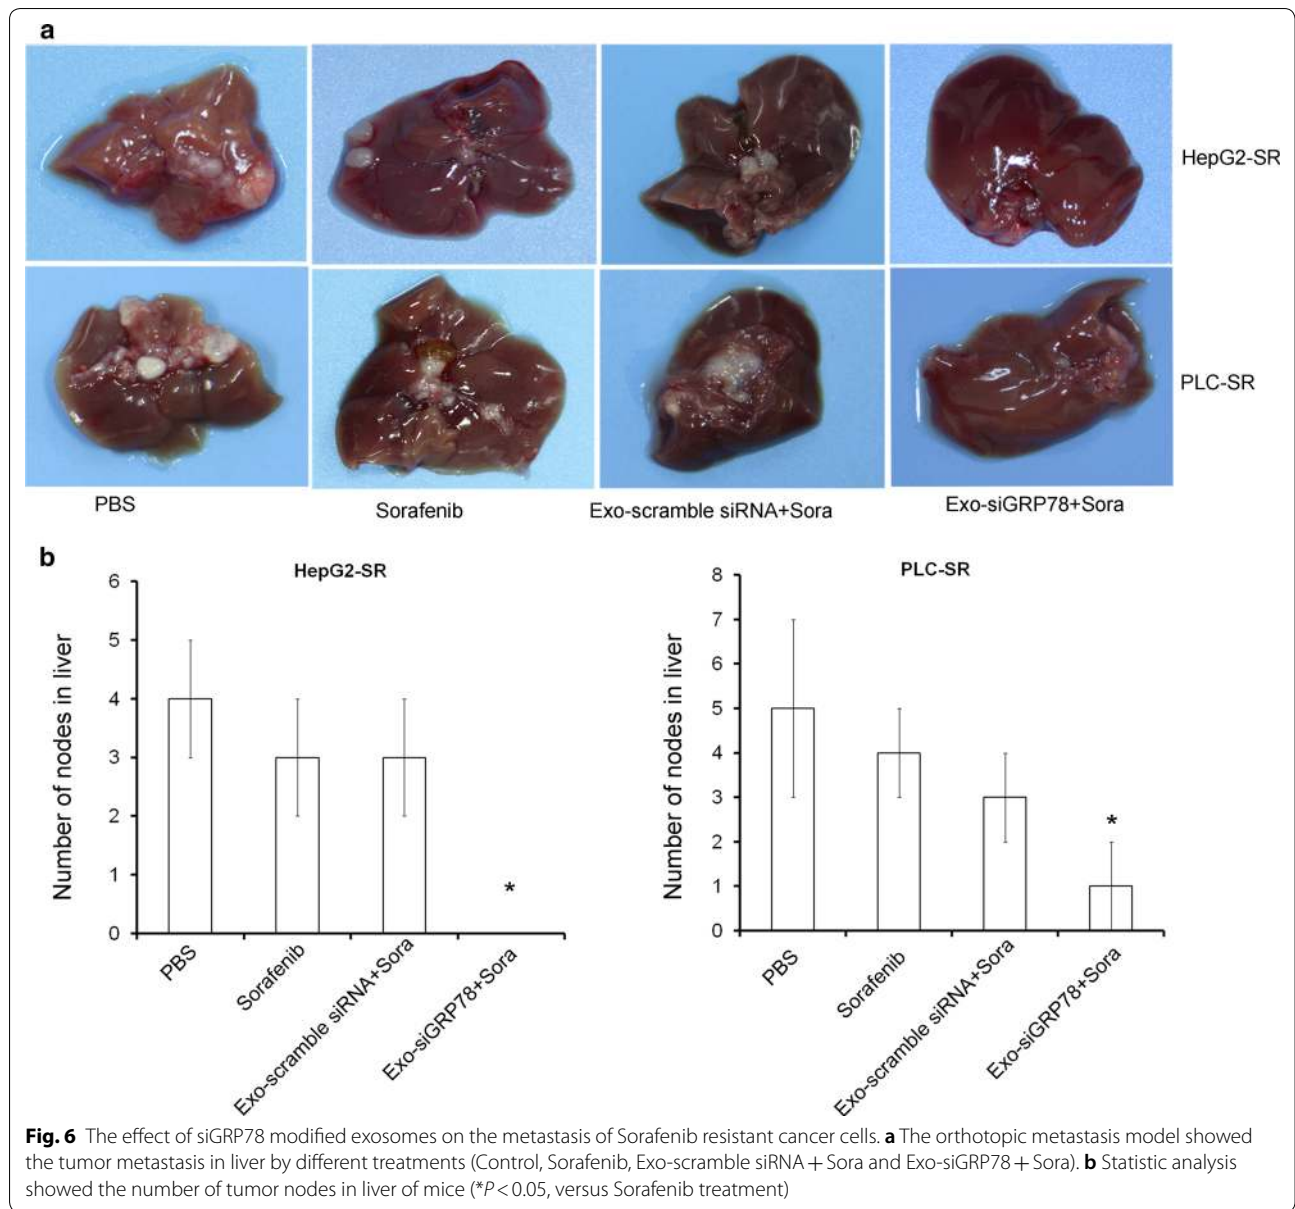 a
HepG2-SR
PLC-SR
PBS
Sorafenib
Exo-scramble siRNA+Sora
Exo-siGRP78+Sora
b
HepG2-SR
Number of nodes in liver
6
5
4
3
2
1
0
*
PBS
Sorafenib
Exo-scramble siRNA+Sora
Exo-siGRP78+Sora
PLC-SR
Number of nodes in liver
8
7
6
5
4
3
2
1
0
*
PBS
Sorafenib
Exo-scramble siRNA+Sora
Exo-siGRP78+Sora
Fig. 6 The effect of siGRP78 modified exosomes on the metastasis of Sorafenib resistant cancer cells. a The orthotopic metastasis model showed
the tumor metastasis in liver by different treatments (Control, Sorafenib, Exo-scramble siRNA + Sora and Exo-siGRP78 + Sora). b Statistic analysis
showed the number of tumor nodes in liver of mice (*P < 0.05, versus Sorafenib treatment)